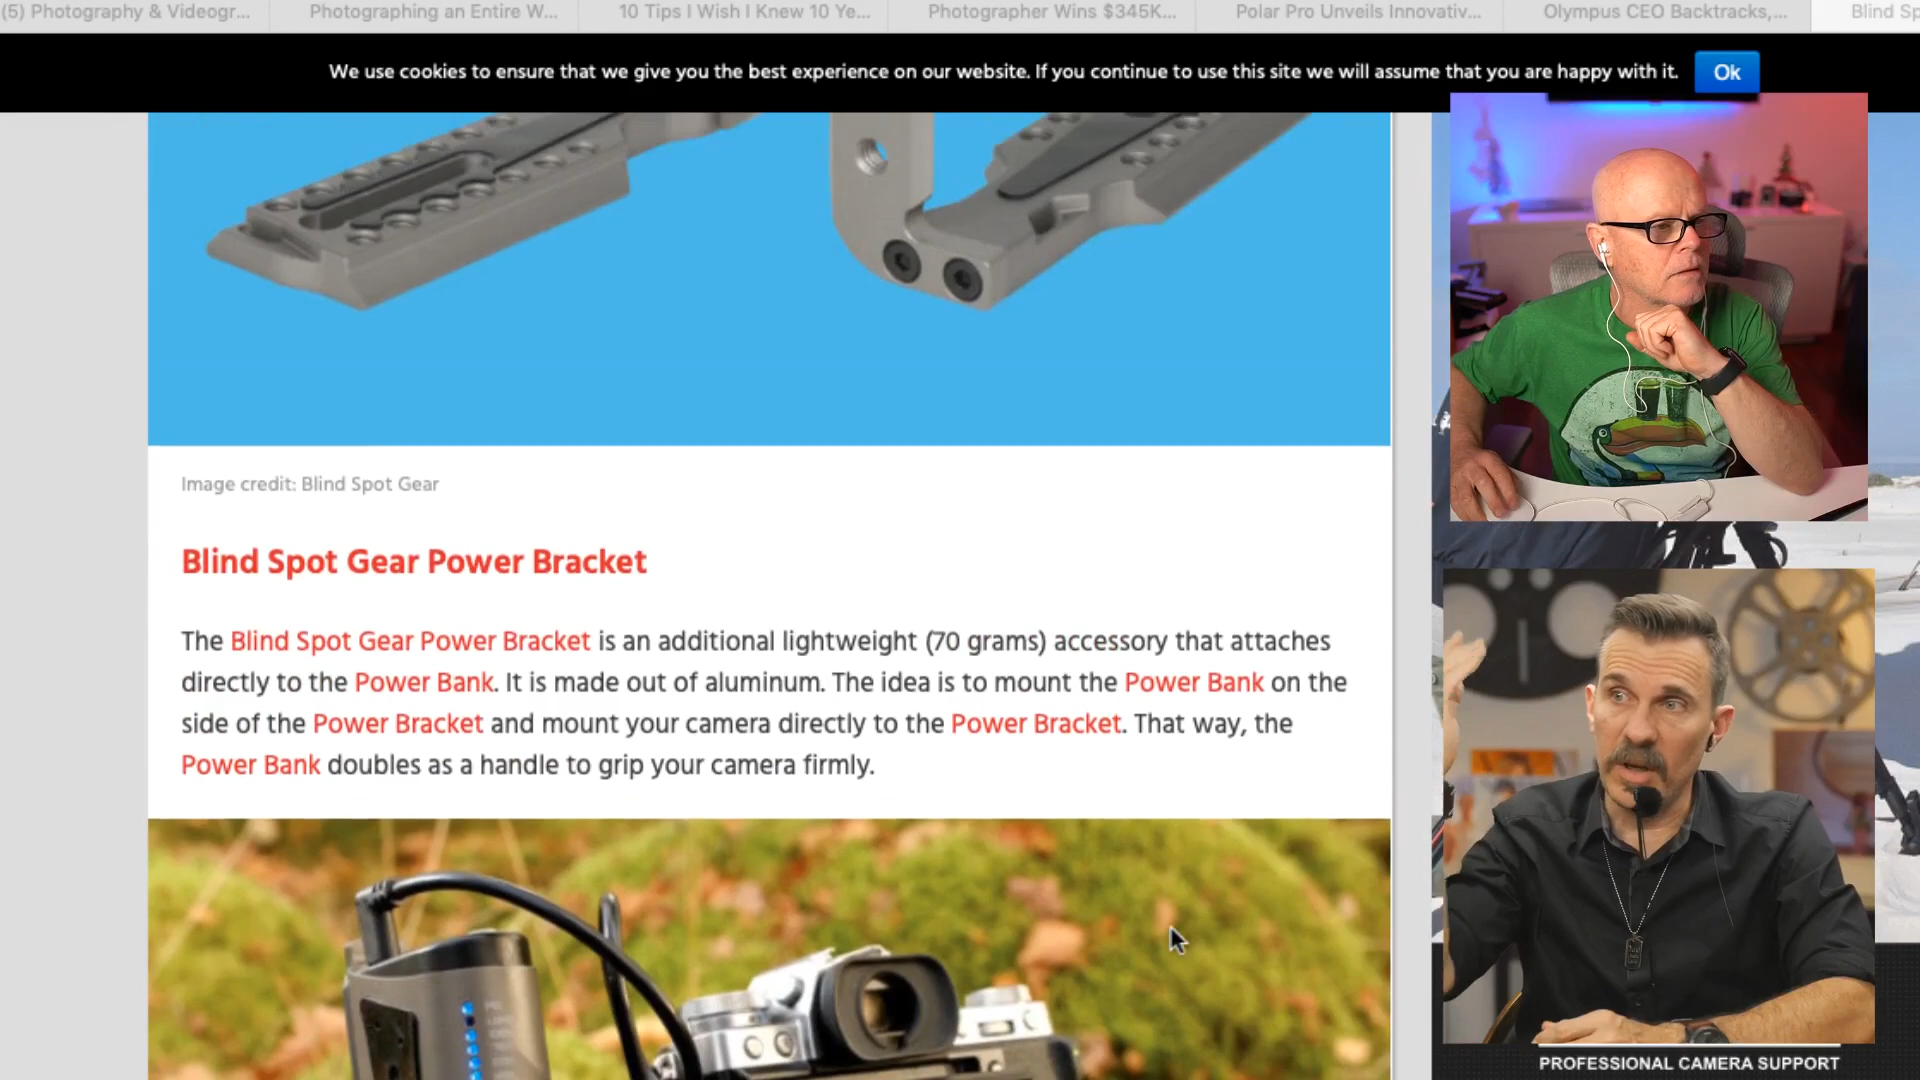 (5) Photography & Videogr...
Photographing an Entire W...
10 Tips I Wish I Knew 10 Ye...
Photographer Wins $345K...
Polar Pro Unveils Innovativ...
Olympus CEO Backtracks,...
Blind Sp
We use cookies to ensure that we give you the best experience on our website. If you continue to use this site we will assume that you are happy with it.
Ok
Image credit: Blind Spot Gear
Blind Spot Gear Power Bracket
The Blind Spot Gear Power Bracket is an additional lightweight (70 grams) accessory that attaches
directly to the Power Bank. It is made out of aluminum. The idea is to mount the Power Bank on the
side of the Power Bracket and mount your camera directly to the Power Bracket. That way, the
Power Bank doubles as a handle to grip your camera firmly.
PROFESSIONAL CAMERA SUPPORT